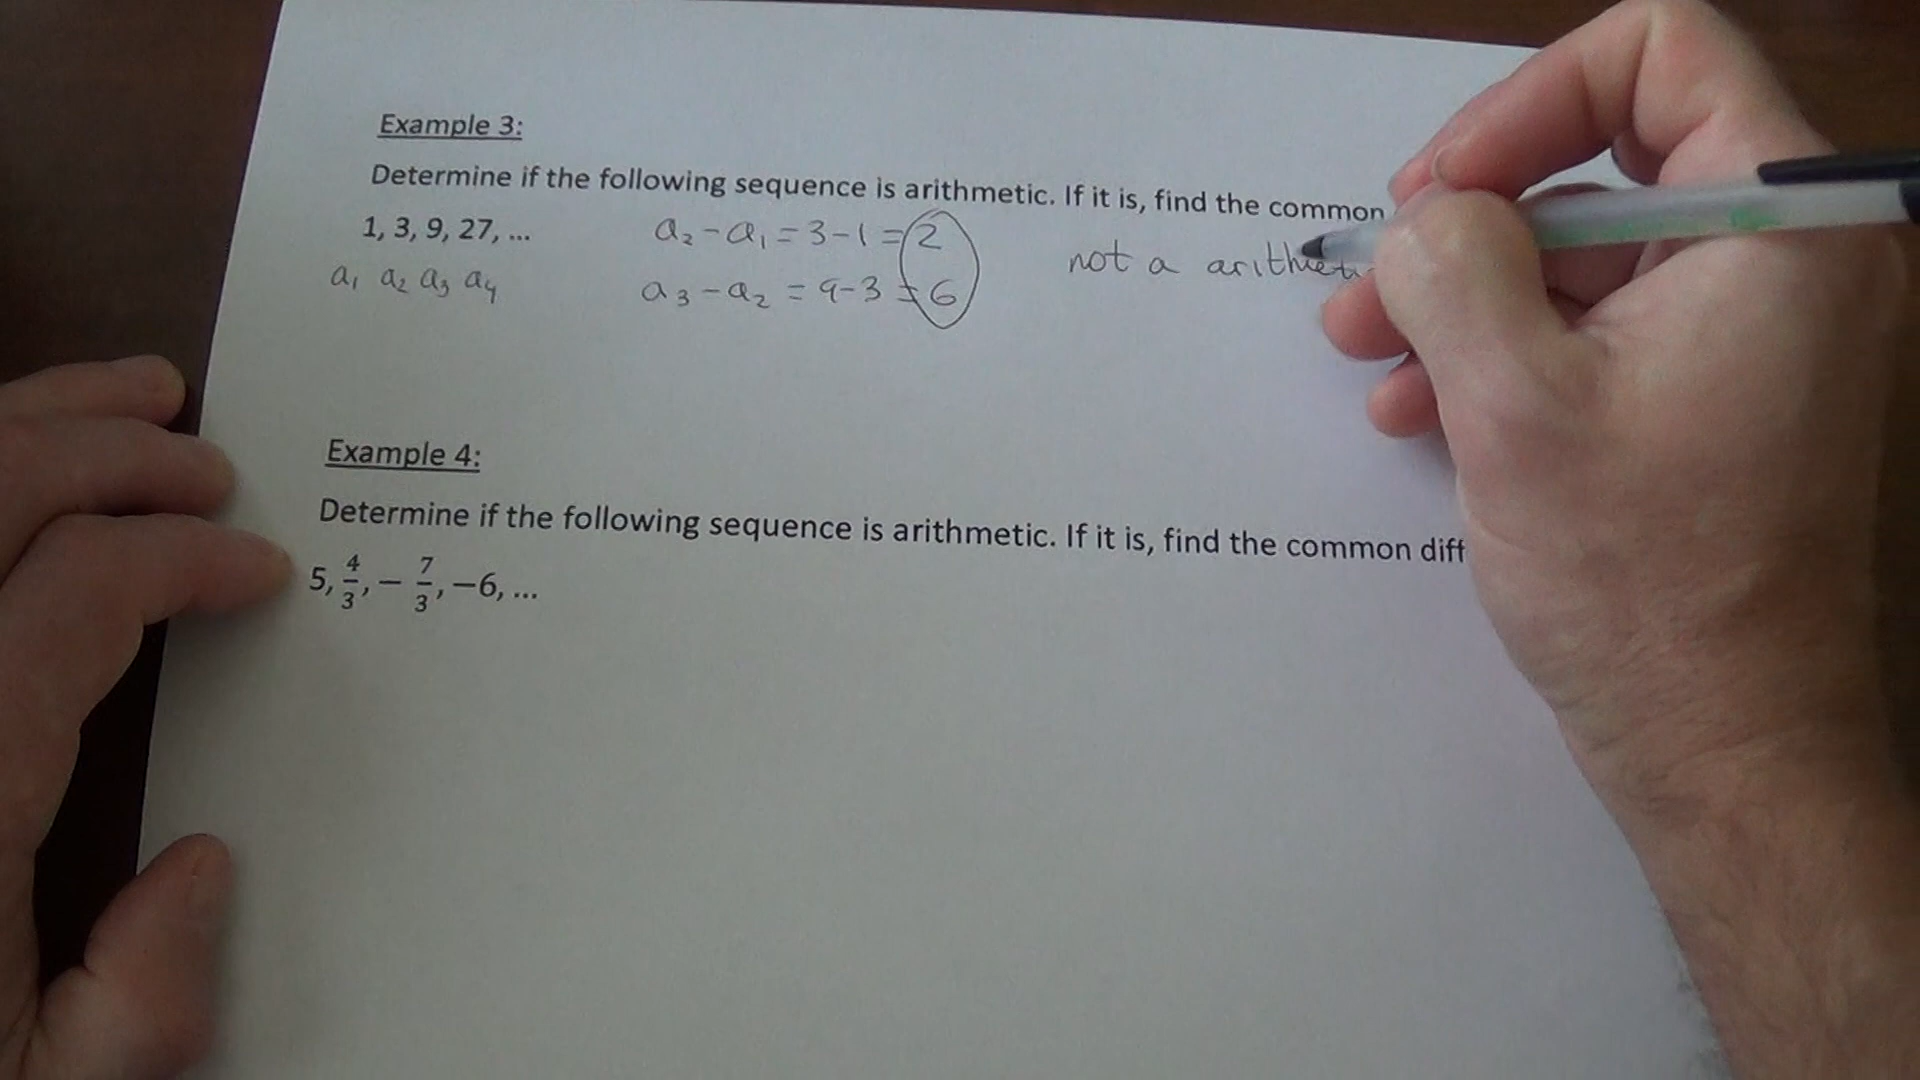 Example 3:
Determine if the following sequence is arithmetic. If it is, find the common
1, 3, 9, 27, ...
a₁ a₂ a₃ a₄
a₂ - a₁ = 3 - 1 = 2
a₃ - a₂ = 9 - 3 = 6
not a arithmeti
Example 4:
Determine if the following sequence is arithmetic. If it is, find the common diff
5, 4/3, - 7/3, -6, ...